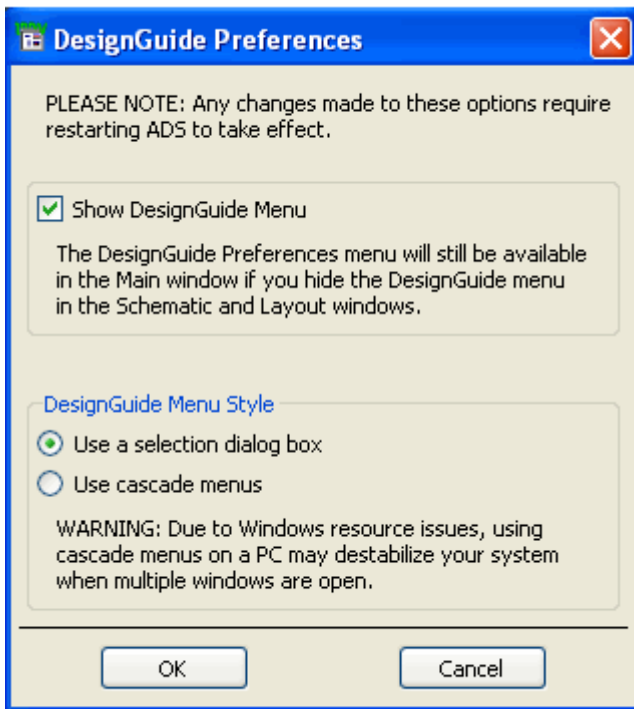 DesignGuide Preferences
PLEASE NOTE: Any changes made to these options require
restarting ADS to take effect.
Show DesignGuide Menu
The DesignGuide Preferences menu will still be available
in the Main window if you hide the DesignGuide menu
in the Schematic and Layout windows.
DesignGuide Menu Style
Use a selection dialog box
Use cascade menus
WARNING: Due to Windows resource issues, using
cascade menus on a PC may destabilize your system
when multiple windows are open.
OK
Cancel